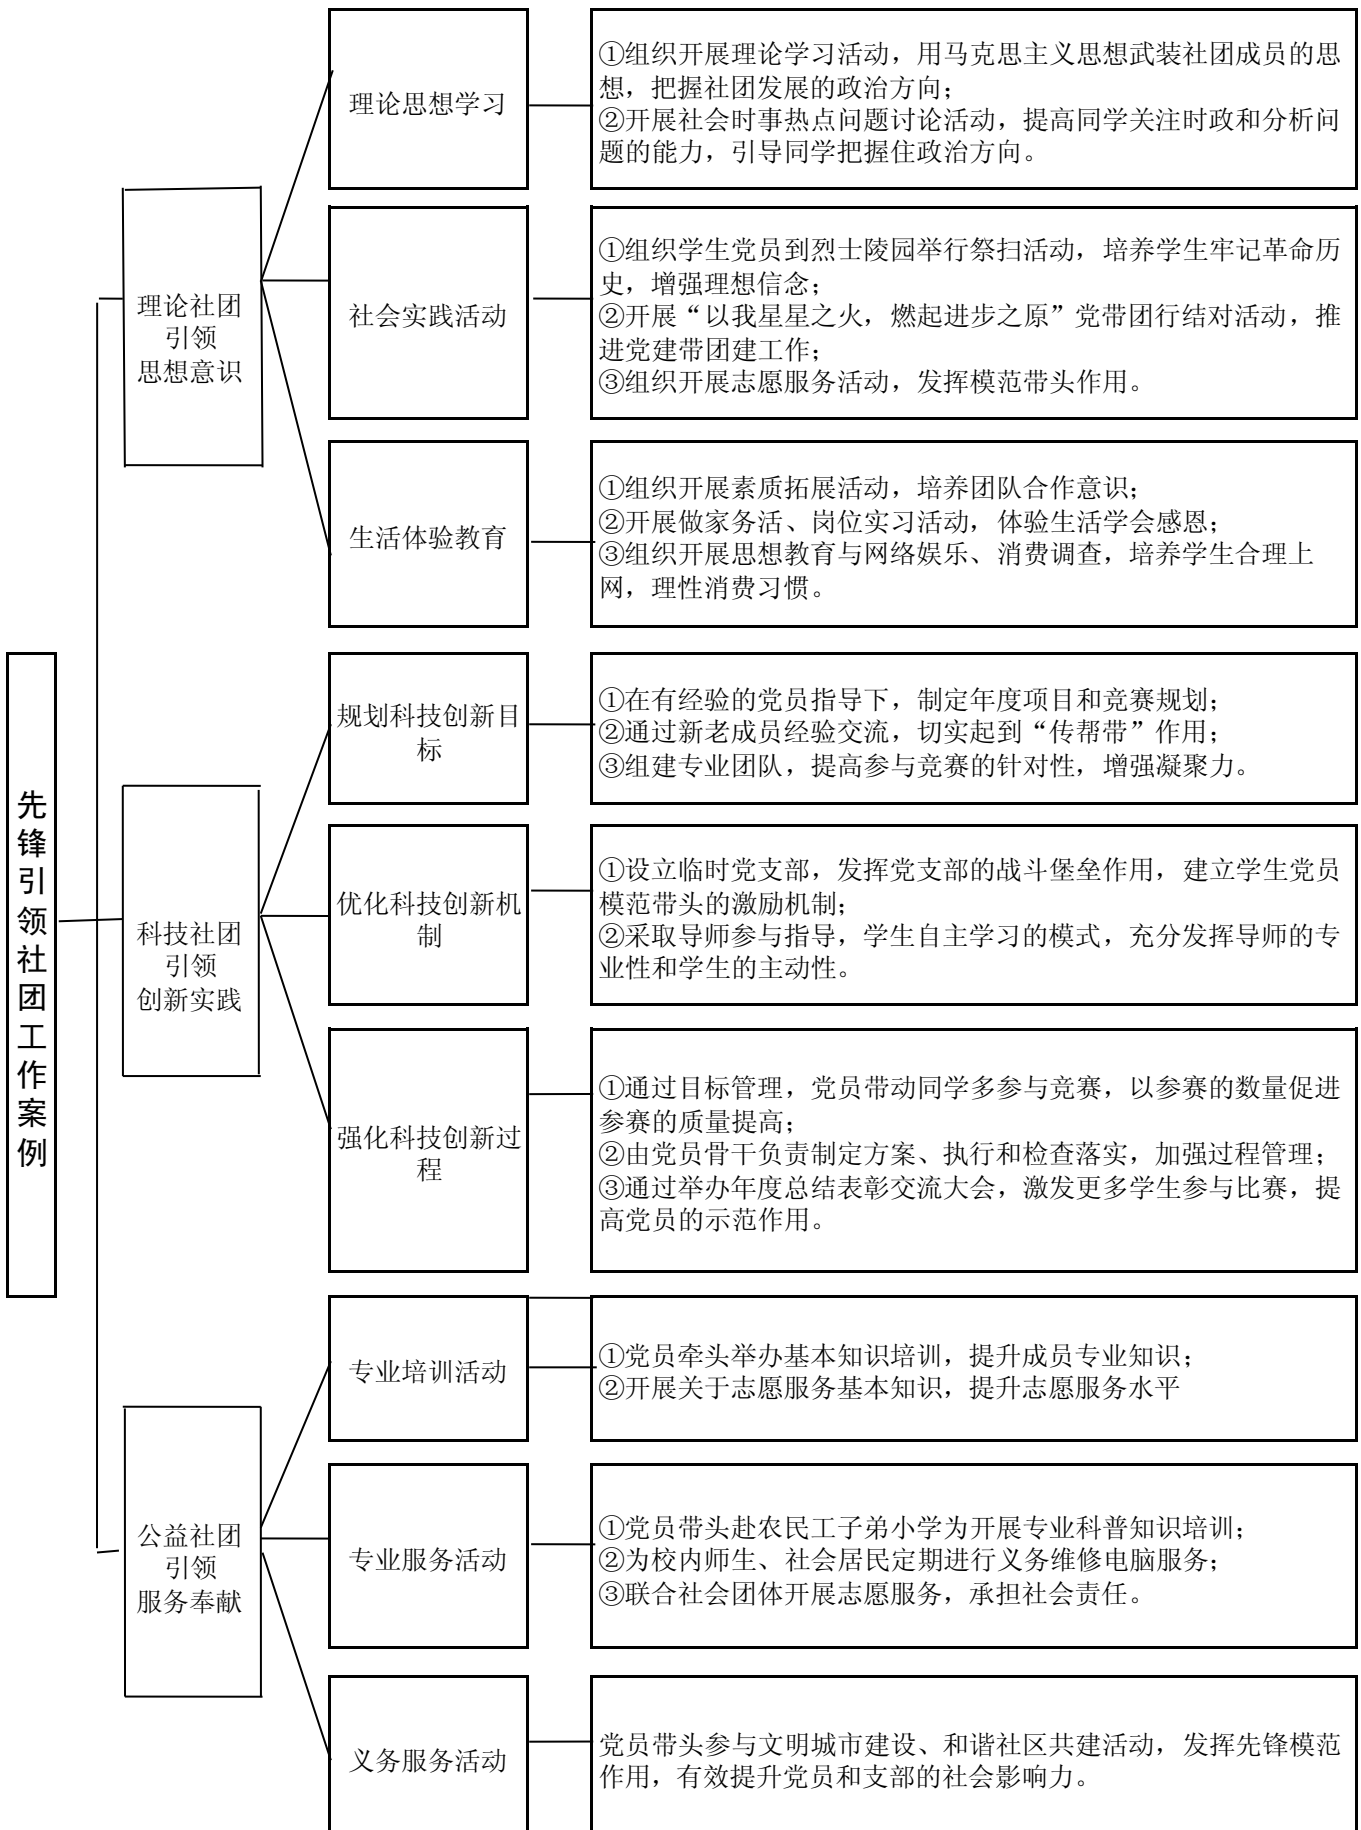 理论思想学习
①组织开展理论学习活动，用马克思主义思想武装社团成员的思
想，把握社团发展的政治方向；
②开展社会时事热点问题讨论活动，提高同学关注时政和分析问
题的能力，引导同学把握住政治方向。
理论社团
引领
思想意识
社会实践活动
①组织学生党员到烈士陵园举行祭扫活动，培养学生牢记革命历
史，增强理想信念；
②开展“以我星星之火，燃起进步之原”党带团行结对活动，推
进党建带团建工作；
③组织开展志愿服务活动，发挥模范带头作用。
生活体验教育
①组织开展素质拓展活动，培养团队合作意识；
②开展做家务活、岗位实习活动，体验生活学会感恩；
③组织开展思想教育与网络娱乐、消费调查，培养学生合理上
网，理性消费习惯。
先锋引领社团工作案例
规划科技创新目
标
①在有经验的党员指导下，制定年度项目和竞赛规划；
②通过新老成员经验交流，切实起到“传帮带”作用；
③组建专业团队，提高参与竞赛的针对性，增强凝聚力。
科技社团
引领
创新实践
优化科技创新机
制
①设立临时党支部，发挥党支部的战斗堡垒作用，建立学生党员
模范带头的激励机制；
②采取导师参与指导，学生自主学习的模式，充分发挥导师的专
业性和学生的主动性。
强化科技创新过
程
①通过目标管理，党员带动同学多参与竞赛，以参赛的数量促进
参赛的质量提高；
②由党员骨干负责制定方案、执行和检查落实，加强过程管理；
③通过举办年度总结表彰交流大会，激发更多学生参与比赛，提
高党员的示范作用。
专业培训活动
①党员牵头举办基本知识培训，提升成员专业知识；
②开展关于志愿服务基本知识，提升志愿服务水平
公益社团
引领
服务奉献
专业服务活动
①党员带头赴农民工子弟小学为开展专业科普知识培训；
②为校内师生、社会居民定期进行义务维修电脑服务；
③联合社会团体开展志愿服务，承担社会责任。
义务服务活动
党员带头参与文明城市建设、和谐社区共建活动，发挥先锋模范
作用，有效提升党员和支部的社会影响力。